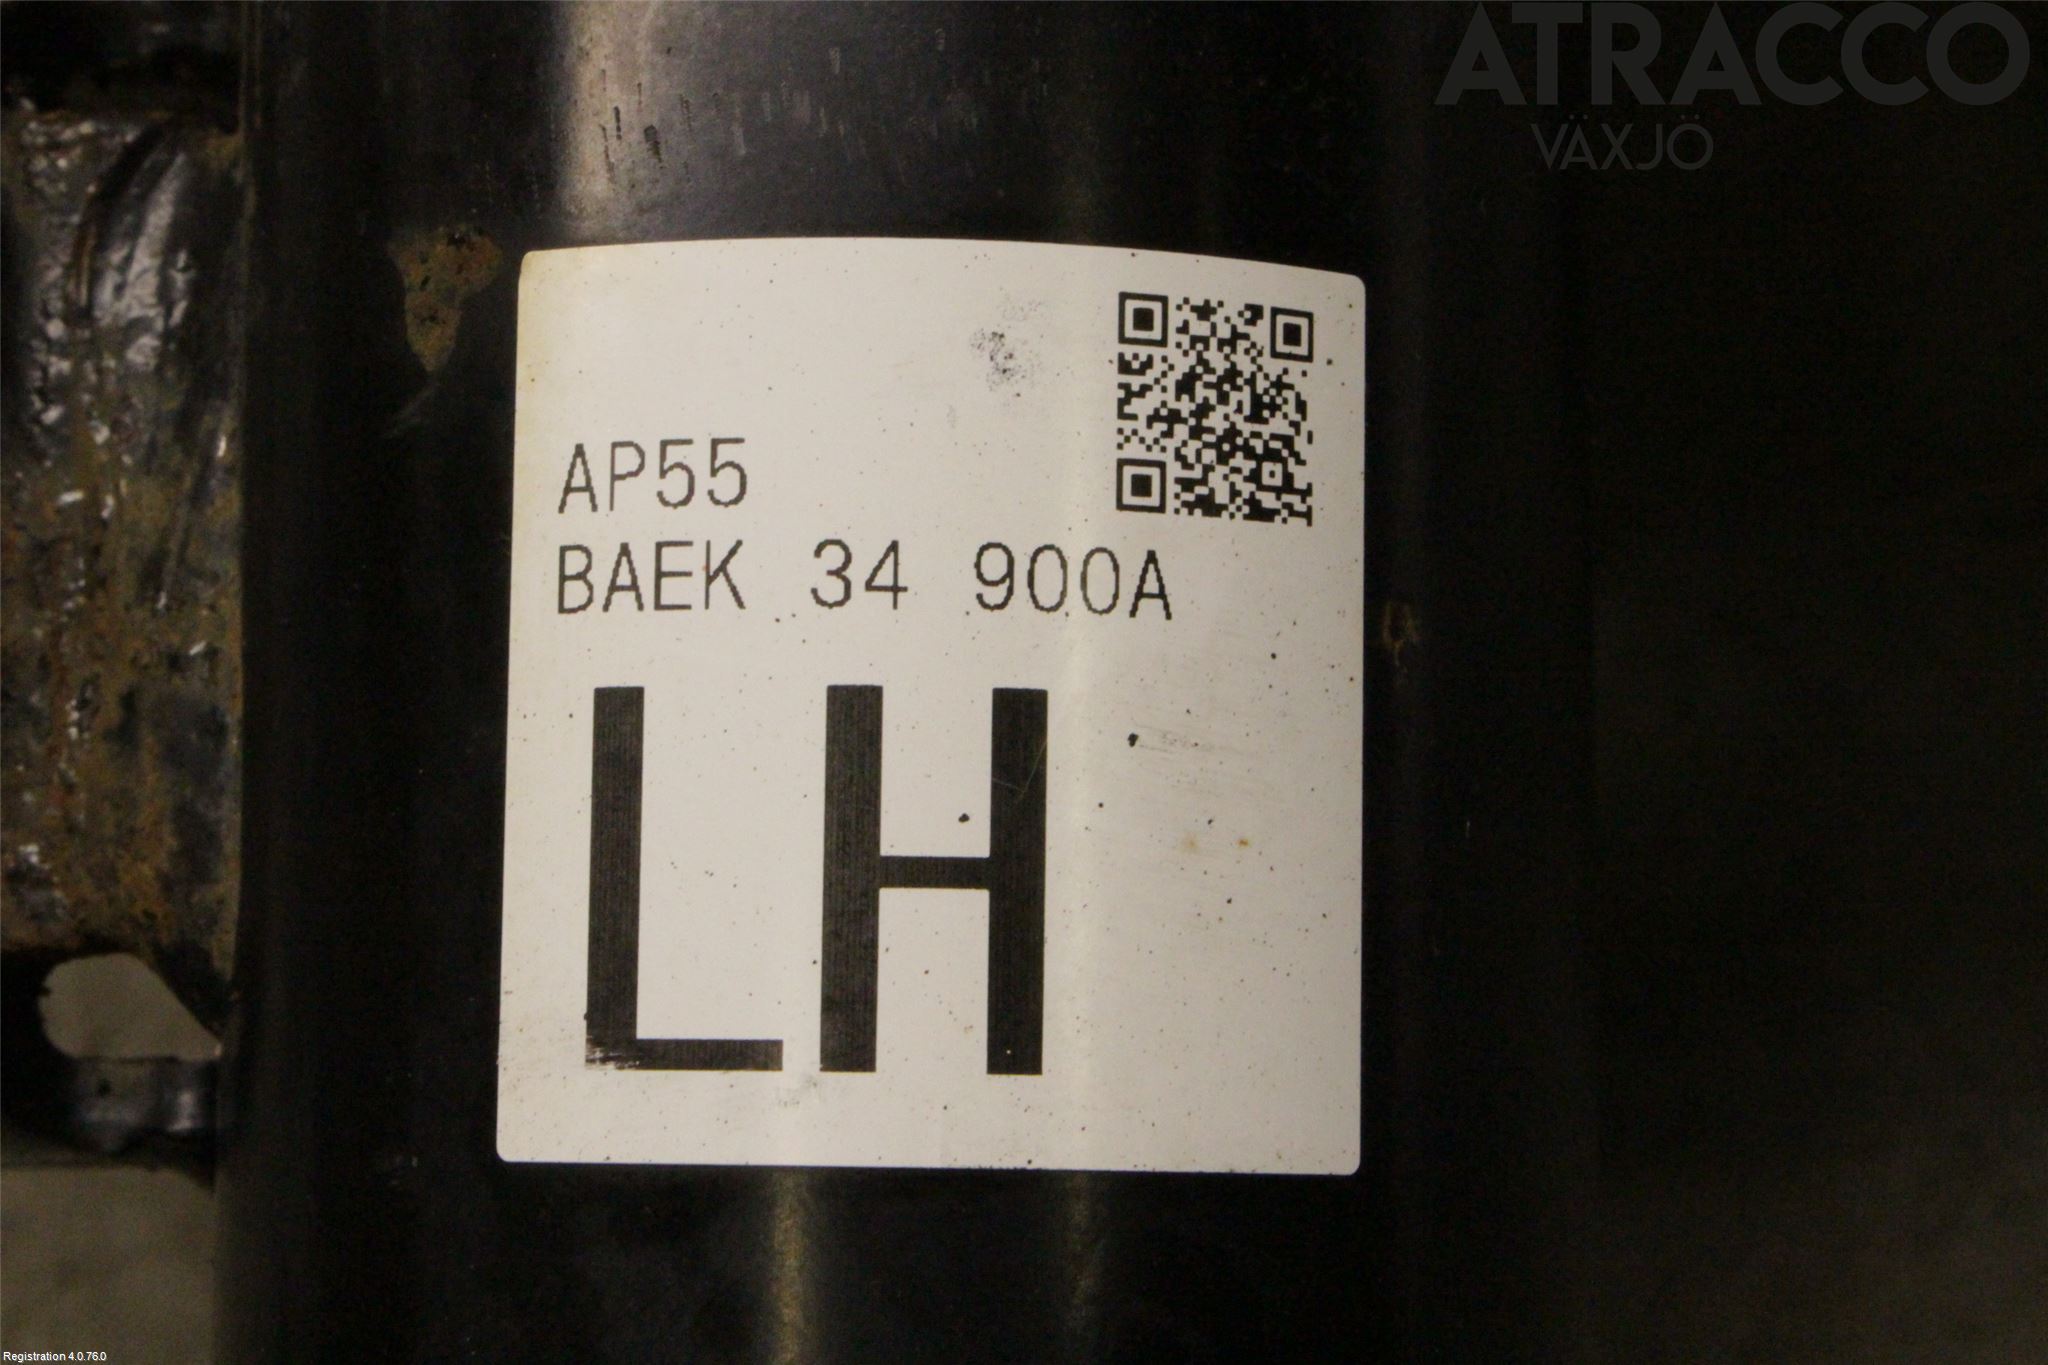 ATRACCO
VÄXJÖ
AP55
BAEK 34 900A
LH
Registration 4.0.76.0